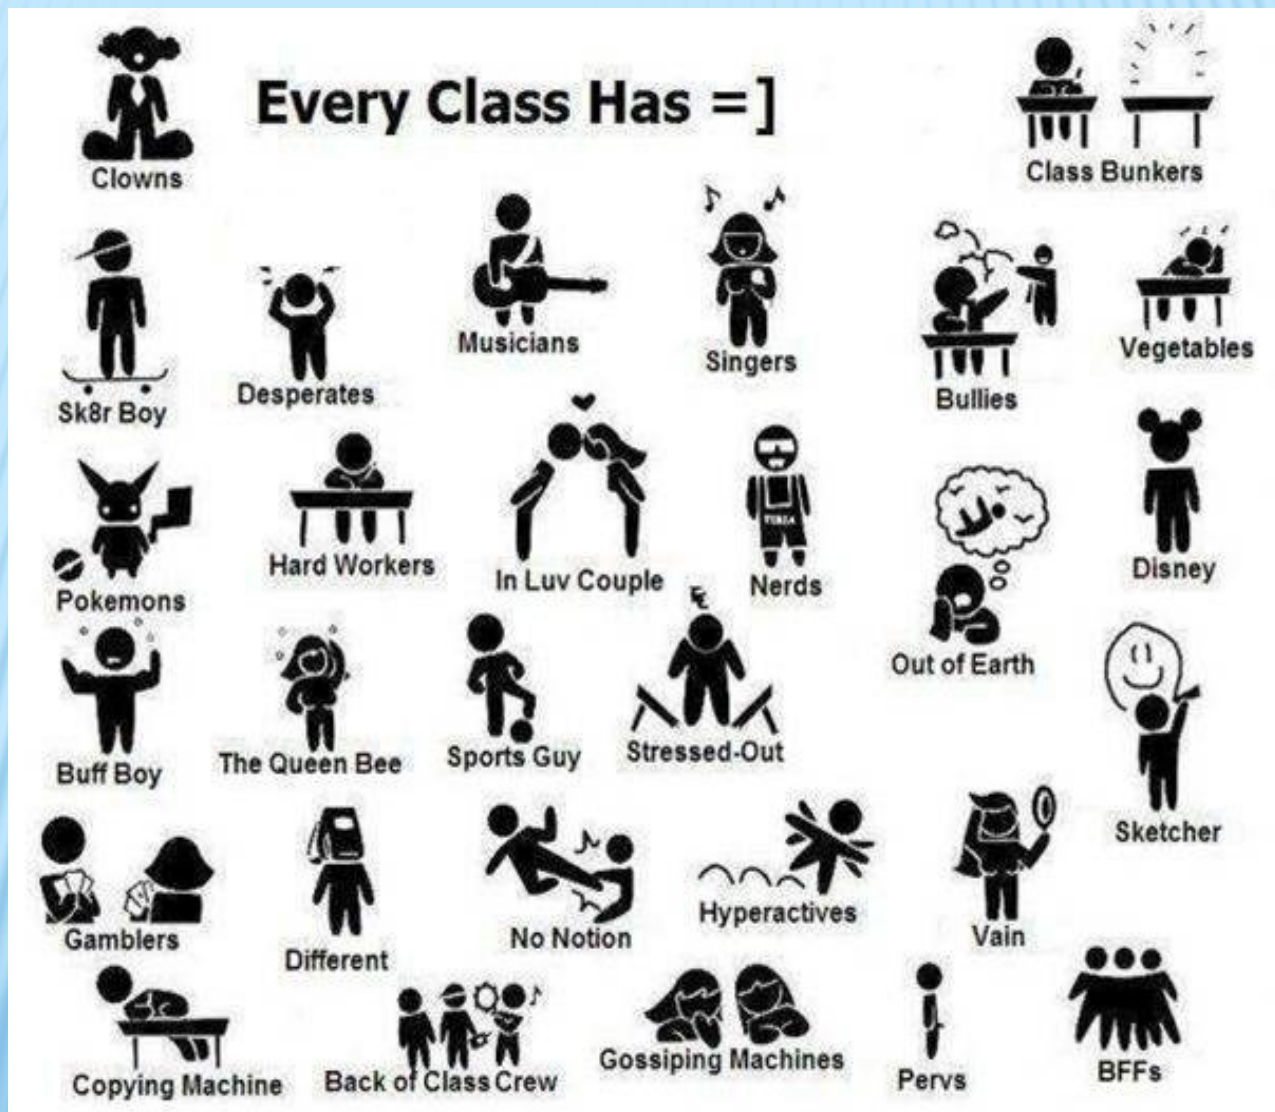 Every Class Has =]
Clowns
Class Bunkers
Musicians
Singers
Vegetables
Sk8r Boy
Desperates
Bullies
Pokemons
Hard Workers
In Luv Couple
Nerds
Disney
Out of Earth
Buff Boy
The Queen Bee
Sports Guy
Stressed-Out
Sketcher
Gamblers
Different
No Notion
Hyperactives
Vain
Copying Machine
Back of Class Crew
Gossiping Machines
Pervs
BFFs